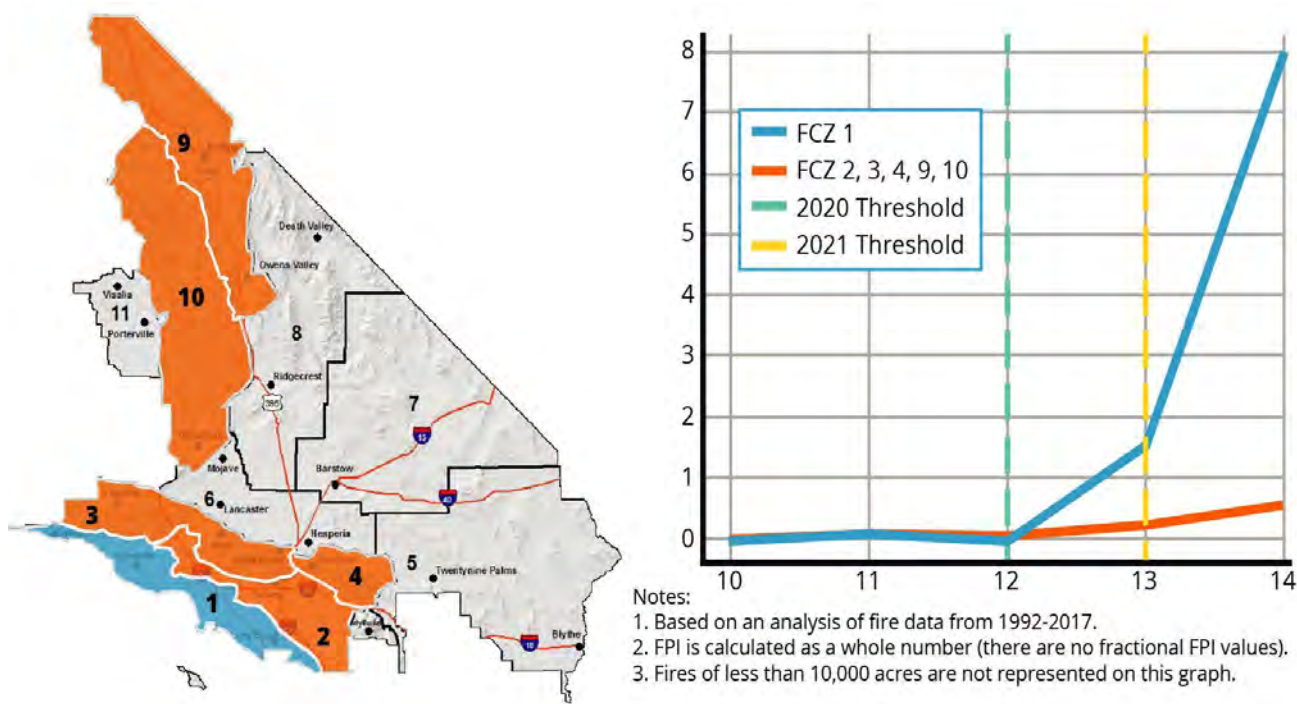 9
Death Valley
Owens Valley
10
Visalia
11
Porterville
8
Ridgecrest
395
7
15
Mojave
Barstow
6
Lancaster
40
3
Hesperia
5
4
Twentynine Palms
1
2
10
Blythe
8
7
6
5
4
3
2
1
0
10 11 12 13 14
FCZ 1
FCZ 2, 3, 4, 9, 10
2020 Threshold
2021 Threshold
Notes:
1. Based on an analysis of fire data from 1992-2017.
2. FPI is calculated as a whole number (there are no fractional FPI values).
3. Fires of less than 10,000 acres are not represented on this graph.